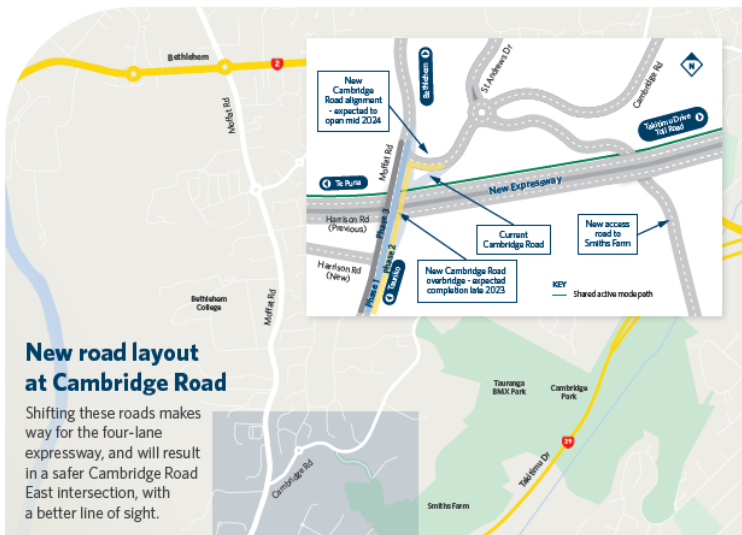 Bethlehem
2
Moffat Rd
New
Cambridge
Road
alignment
- expected to
open mid 2024
Bethlehem
St Andrews Dr
Cambridge Rd
N
Takitimu Drive
Toll Road
Moffat Rd
Te Puna
New Expressway
Harrison Rd
(Previous)
Phase 3
Current
Cambridge Road
New access
road to
Smiths Farm
Harrison Rd
(New)
Phase 2
Phase 1
Tauriko
New Cambridge Road
overbridge - expected
completion late 2023
KEY
Shared active mode path
Bethlehem
College
Moffat Rd
New road layout
at Cambridge Road
Shifting these roads makes
way for the four-lane
expressway, and will result
in a safer Cambridge Road
East intersection, with
a better line of sight.
Cambridge Rd
Tauranga
BMX Park
Cambridge
Park
29
Takitimu Dr
Smiths Farm